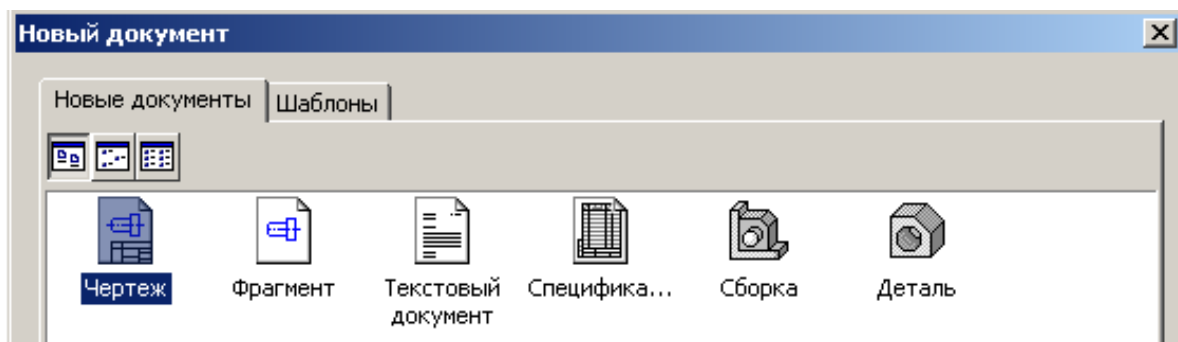 Новый документ
Новые документы Шаблоны
Чертеж Фрагмент Текстовый документ Специфика... Сборка Деталь